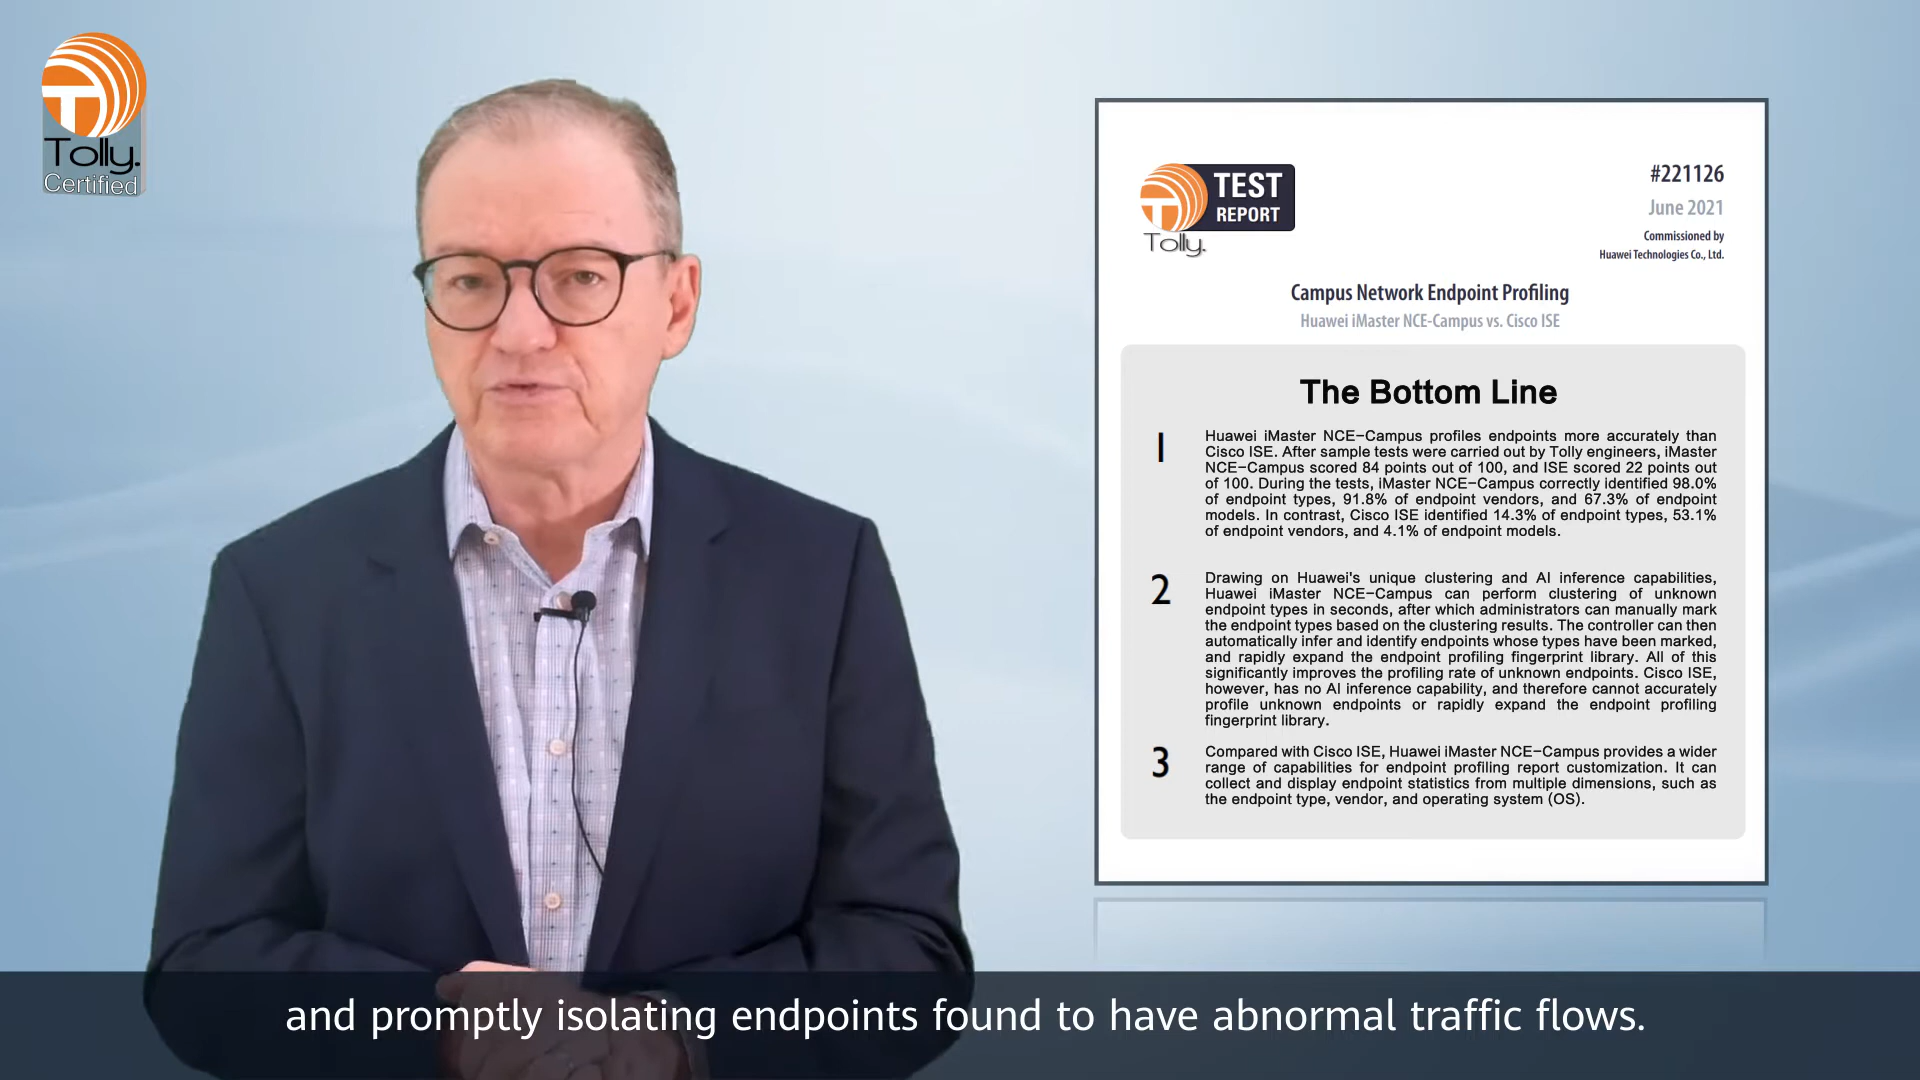 Tolly.
Certified
TEST
REPORT
Tolly.
#221126
June 2021
Commissioned by
Huawei Technologies Co., Ltd.
Campus Network Endpoint Profiling
Huawei iMaster NCE-Campus vs. Cisco ISE
The Bottom Line
1
Huawei iMaster NCE-Campus profiles endpoints more accurately than
Cisco ISE. After sample tests were carried out by Tolly engineers, iMaster
NCE-Campus scored 84 points out of 100, and ISE scored 22 points out
of 100. During the tests, iMaster NCE-Campus correctly identified 98.0%
of endpoint types, 91.8% of endpoint vendors, and 67.3% of endpoint
models. In contrast, Cisco ISE identified 14.3% of endpoint types, 53.1%
of endpoint vendors, and 4.1% of endpoint models.
2
Drawing on Huawei's unique clustering and AI inference capabilities,
Huawei iMaster NCE-Campus can perform clustering of unknown
endpoint types in seconds, after which administrators can manually mark
the endpoint types based on the clustering results. The controller can then
automatically infer and identify endpoints whose types have been marked,
and rapidly expand the endpoint profiling fingerprint library. All of this
significantly improves the profiling rate of unknown endpoints. Cisco ISE,
however, has no AI inference capability, and therefore cannot accurately
profile unknown endpoints or rapidly expand the endpoint profiling
fingerprint library.
3
Compared with Cisco ISE, Huawei iMaster NCE-Campus provides a wider
range of capabilities for endpoint profiling report customization. It can
collect and display endpoint statistics from multiple dimensions, such as
the endpoint type, vendor, and operating system (OS).
and promptly isolating endpoints found to have abnormal traffic flows.